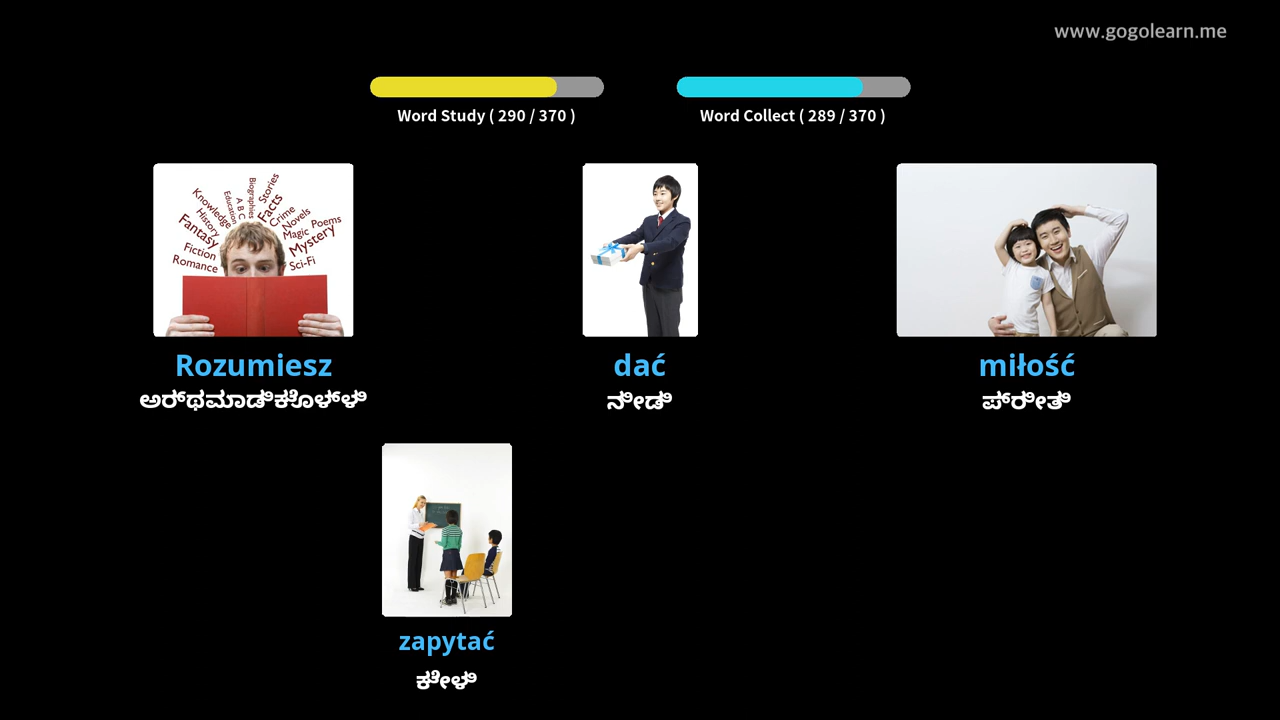 www.gogolearn.me
Word Study ( 290 / 370 )
Word Collect ( 289 / 370 )
Knowledge
Education
A B C
Biographies
Stories
Facts
History
Crime
Novels
Fantasy
Magic
Poems
Fiction
Mystery
Romance
Sci-Fi
Rozumiesz
dać
miłość
ಅರ್ಥಮಾಡಿಕೊಳ್ಳಿ
ನೀಡಿ
ಪ್ರೀತಿ
zapytać
ಕೇಳಿ